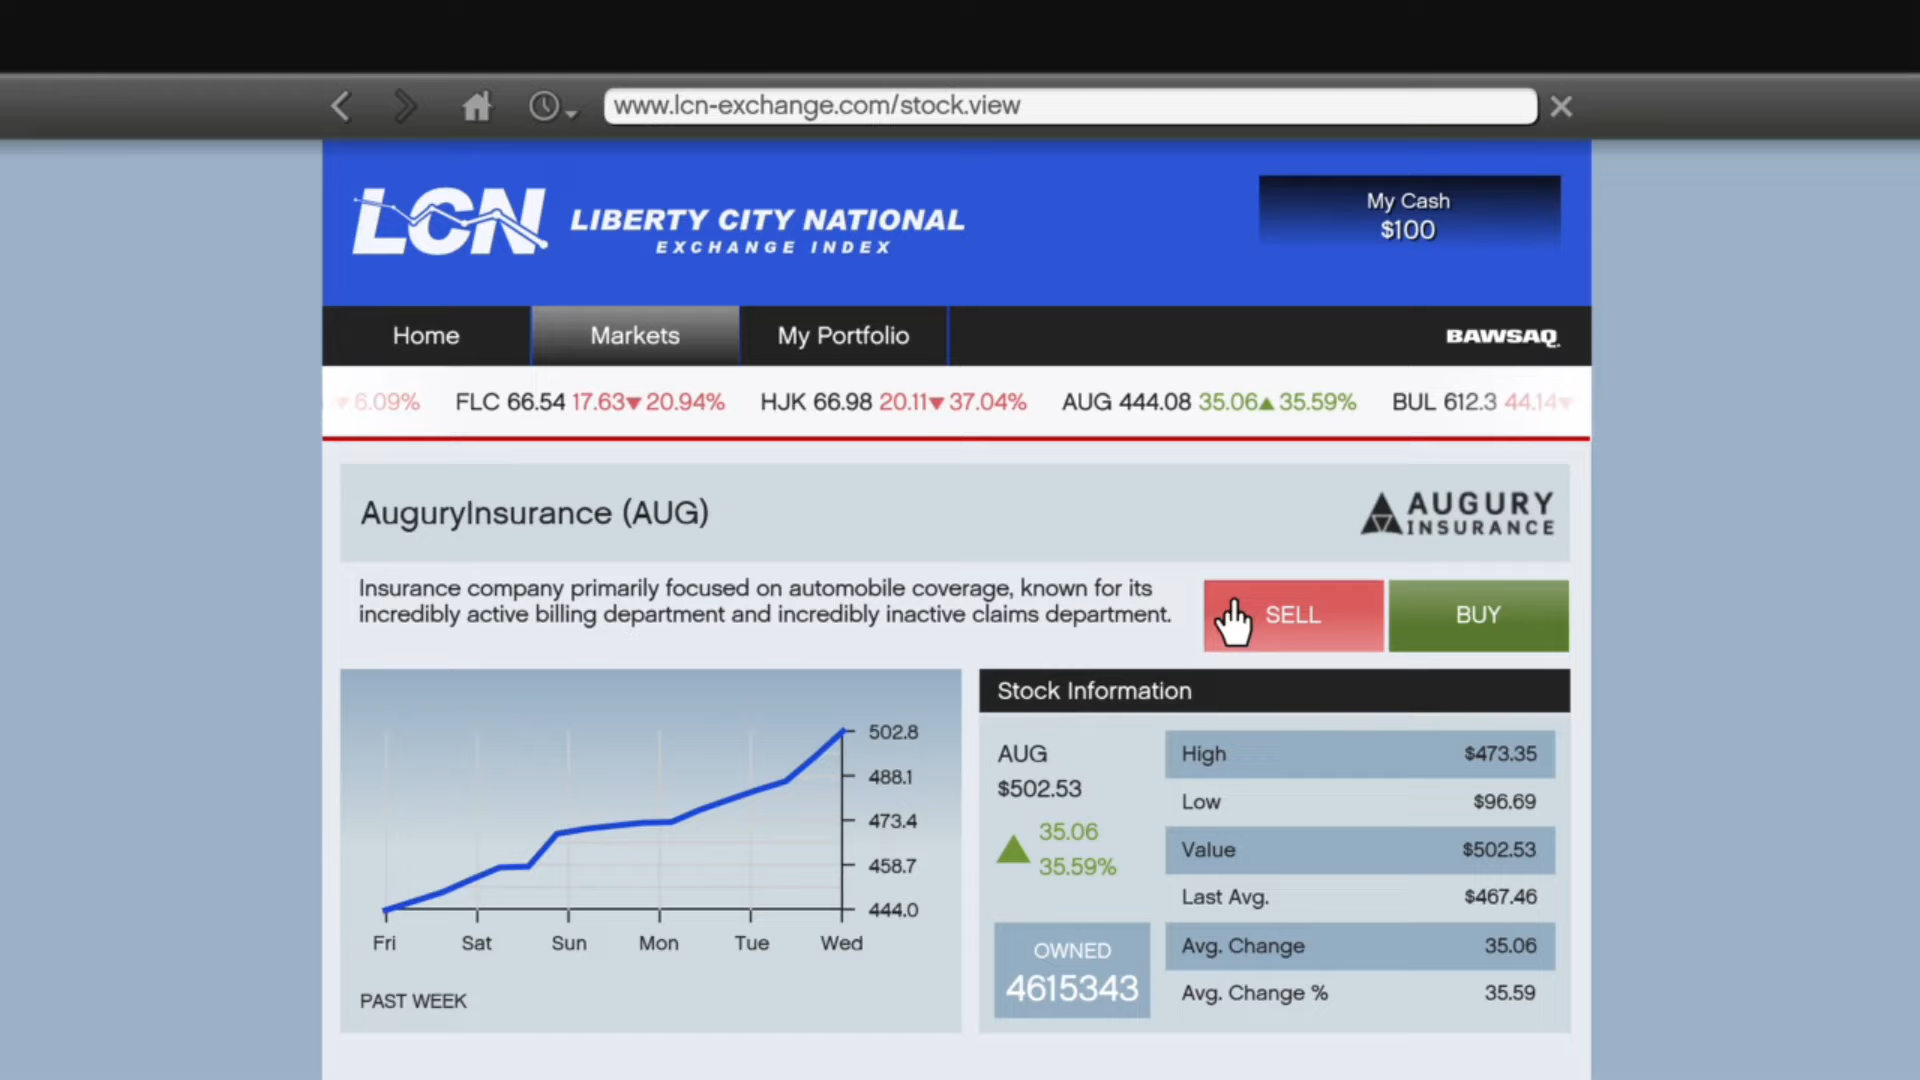 www.lcn-exchange.com/stock.view
LCN
LIBERTY CITY NATIONAL
EXCHANGE INDEX
My Cash
$100
Home
Markets
My Portfolio
BAWSAQ.
6.09% FLC 66.54 17.63▼20.94% HJK 66.98 20.11▼37.04% AUG 444.08 35.06▲35.59% BUL 612.3 44.14▼
AuguryInsurance (AUG)
AUGURY
INSURANCE
Insurance company primarily focused on automobile coverage, known for its
incredibly active billing department and incredibly inactive claims department.
SELL
BUY
502.8
488.1
473.4
458.7
444.0
Fri Sat Sun Mon Tue Wed
PAST WEEK
Stock Information
AUG
$502.53
35.06
35.59%
OWNED
4615343
High $473.35
Low $96.69
Value $502.53
Last Avg. $467.46
Avg. Change 35.06
Avg. Change % 35.59